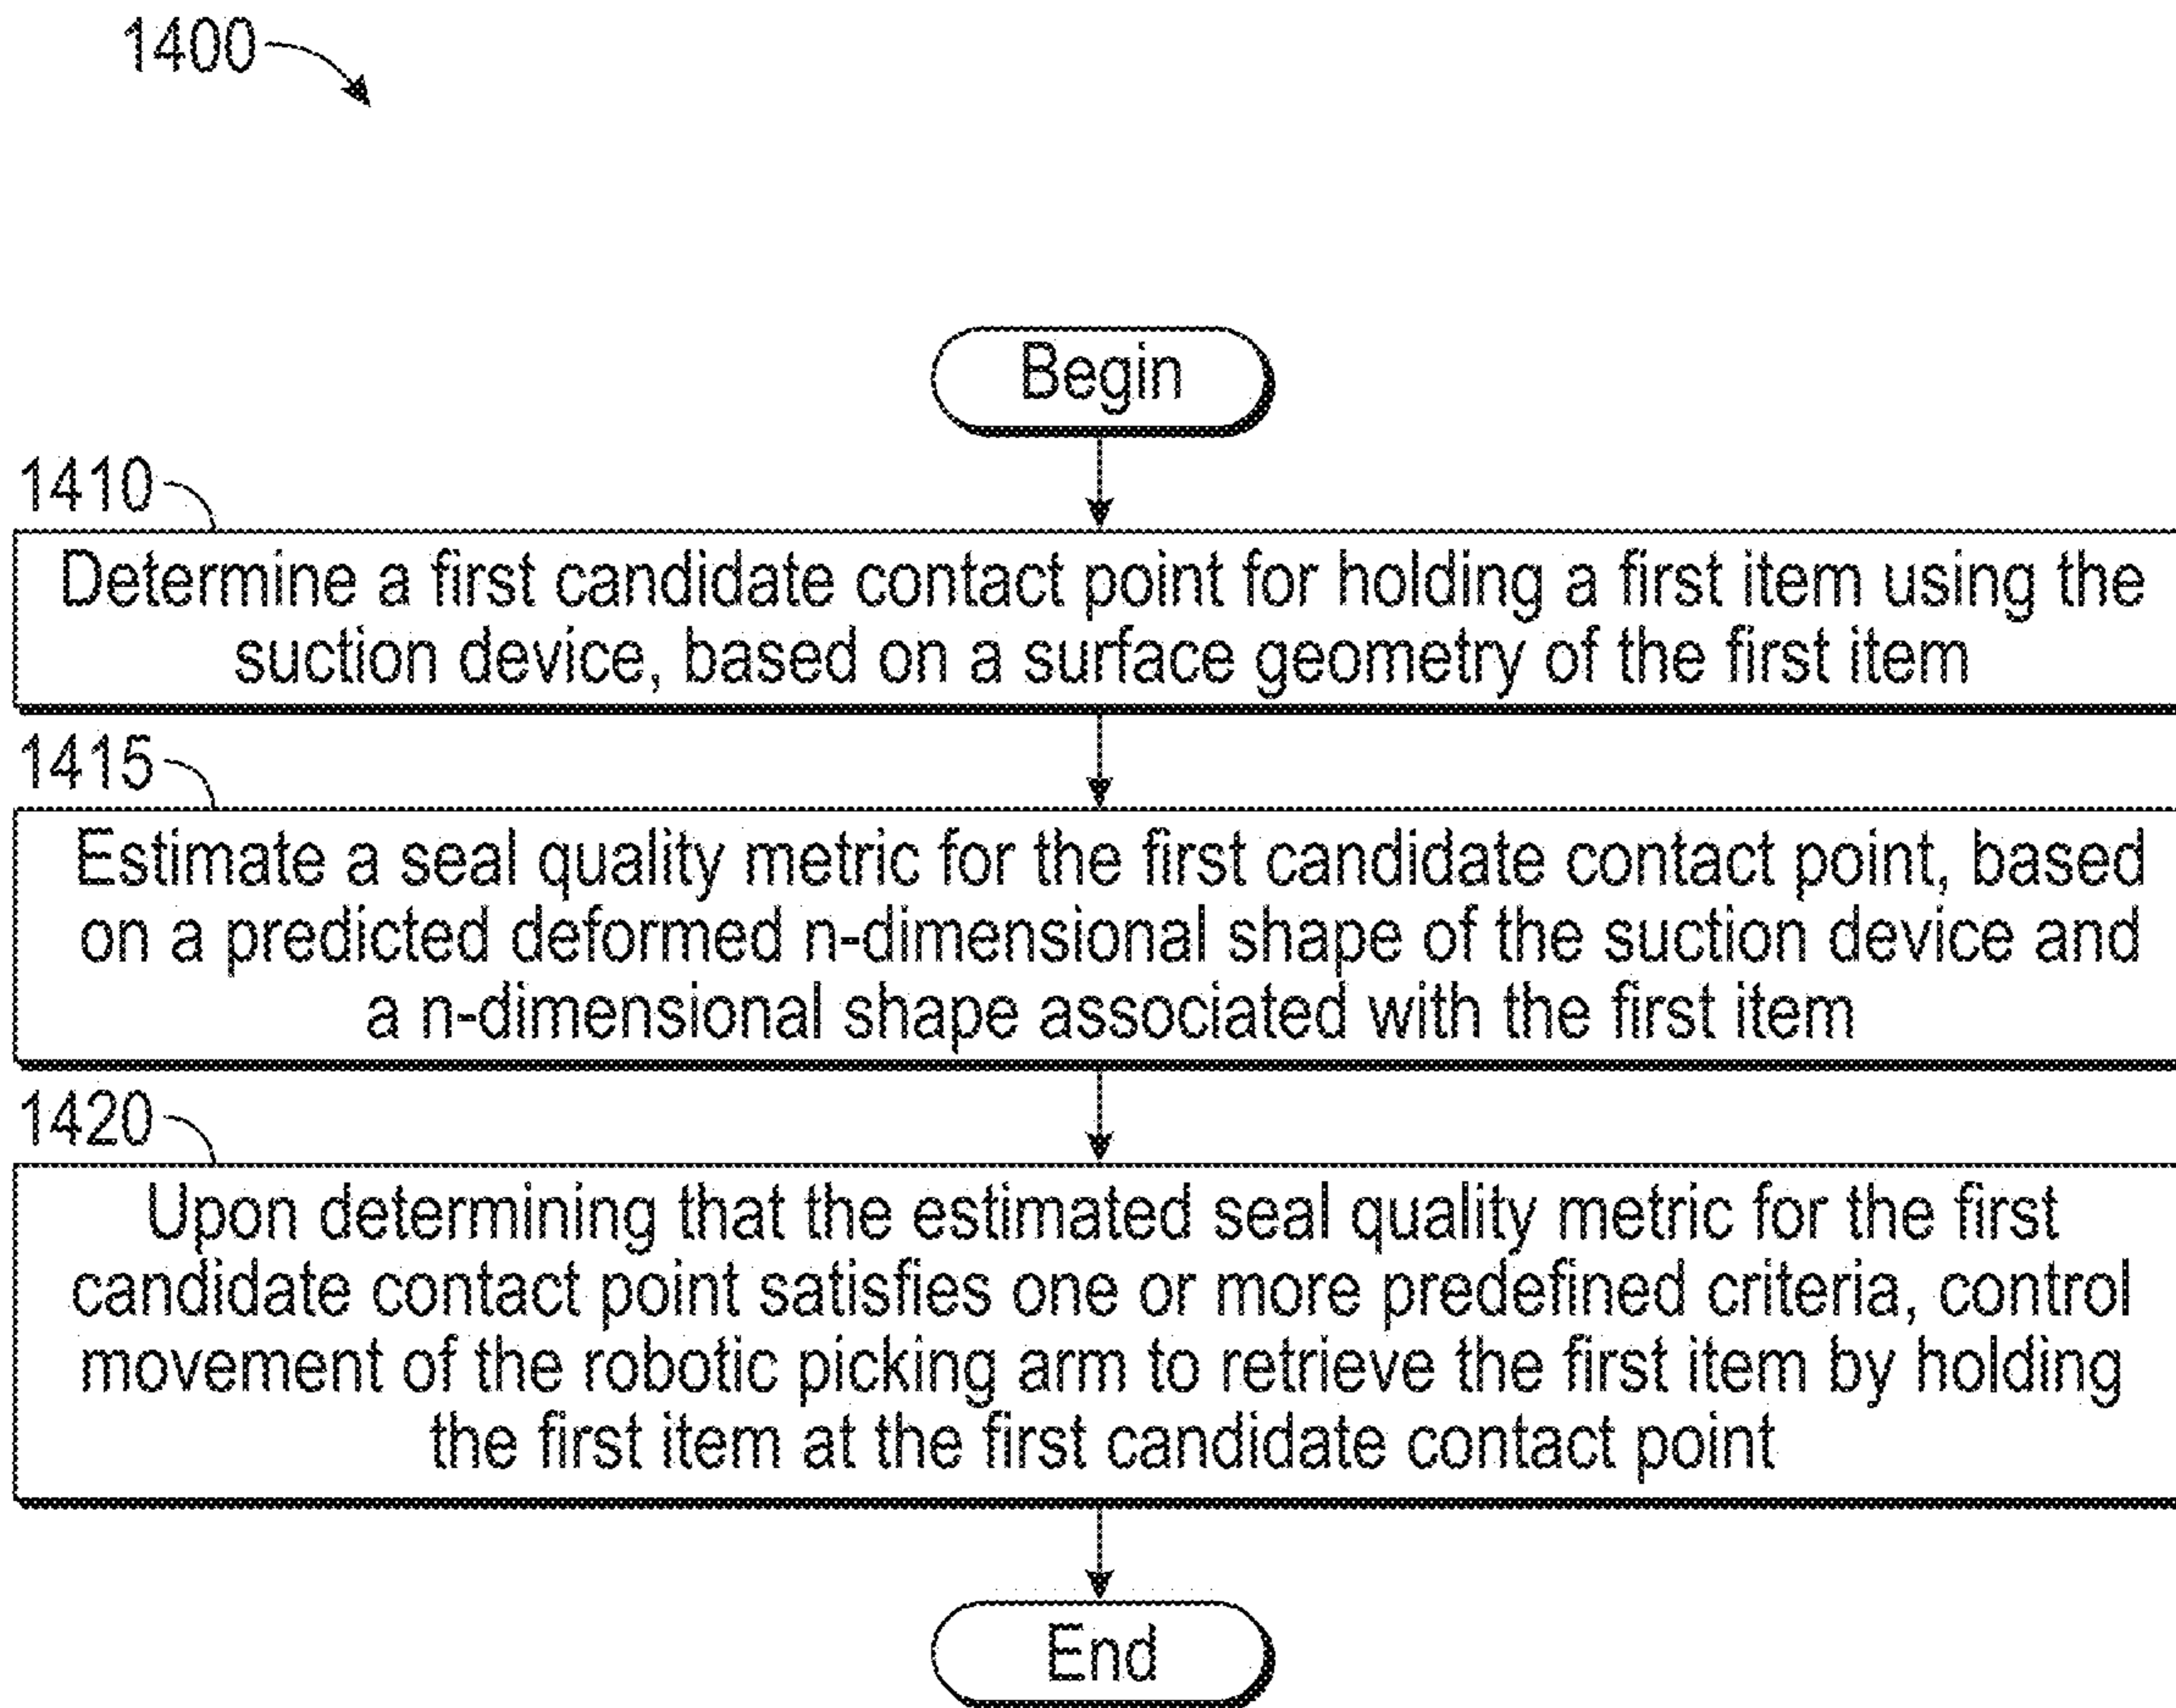 1400
Begin
1410
Determine a first candidate contact point for holding a first item using the
suction device, based on a surface geometry of the first item
1415
Estimate a seal quality metric for the first candidate contact point, based
on a predicted deformed n-dimensional shape of the suction device and
a n-dimensional shape associated with the first item
1420
Upon determining that the estimated seal quality metric for the first
candidate contact point satisfies one or more predefined criteria, control
movement of the robotic picking arm to retrieve the first item by holding
the first item at the first candidate contact point
End